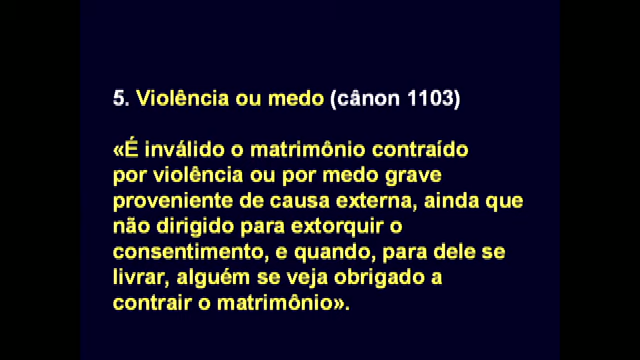 5. Violência ou medo (cânon 1103)
«É inválido o matrimônio contraído
por violência ou por medo grave
proveniente de causa externa, ainda que
não dirigido para extorquir o
consentimento, e quando, para dele se
livrar, alguém se veja obrigado a
contrair o matrimônio».